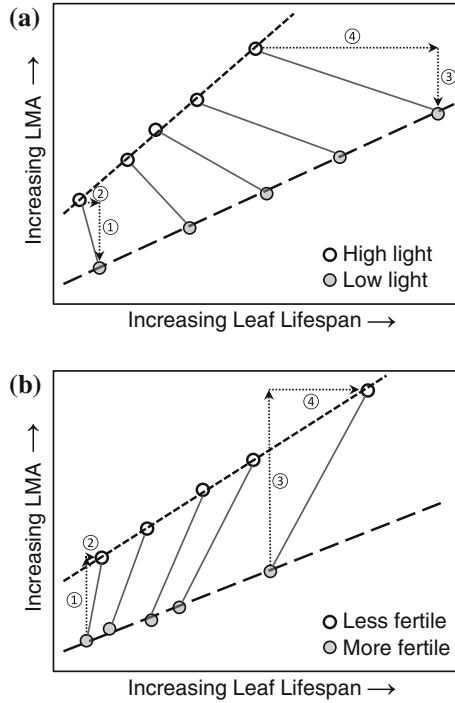 (a)
Increasing LMA →
④
③
②
①
High light
Low light
Increasing Leaf Lifespan →
(b)
Increasing LMA →
④
③
②
①
Less fertile
More fertile
Increasing Leaf Lifespan →